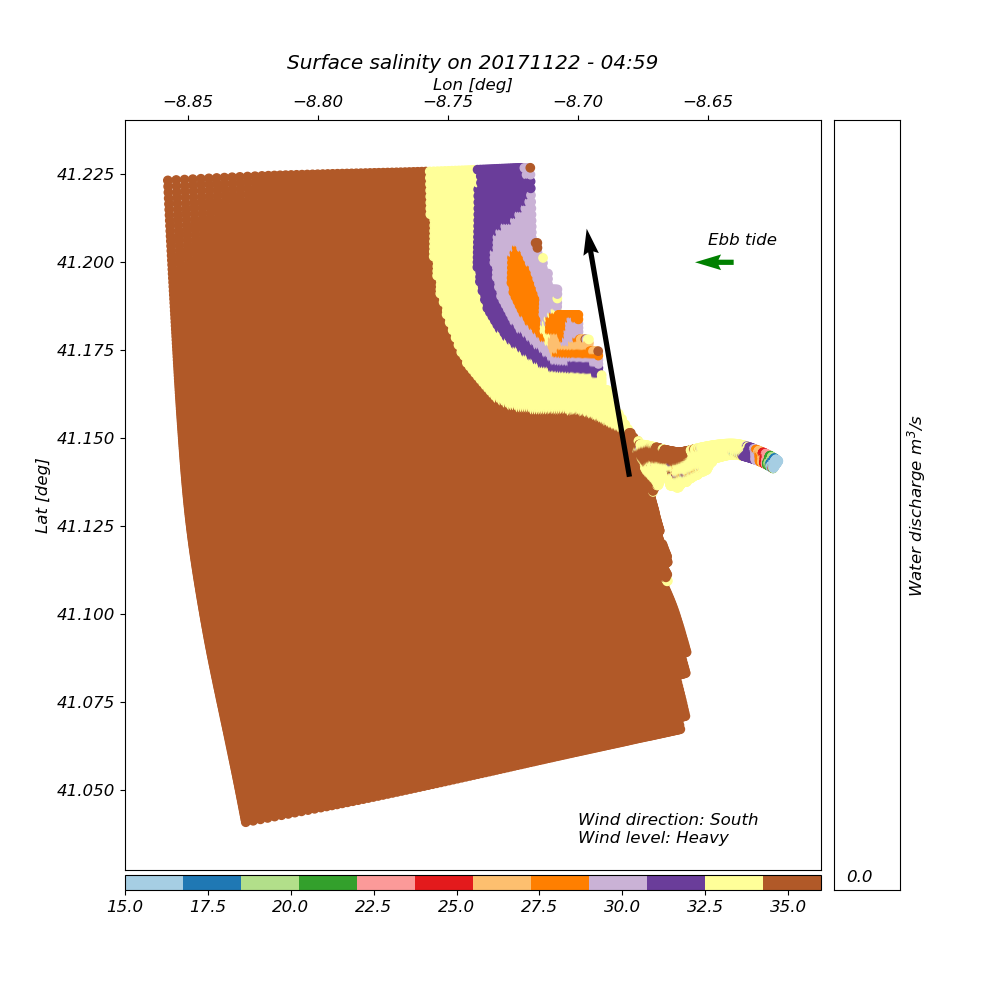 Surface salinity on 20171122 - 04:59
Lon [deg]
−8.85 −8.80 −8.75 −8.70 −8.65
41.225
41.200
41.175
41.150
41.125
41.100
41.075
41.050
Lat [deg]
Ebb tide
Wind direction: South
Wind level: Heavy
15.0 17.5 20.0 22.5 25.0 27.5 30.0 32.5 35.0
0.0
Water discharge m³/s